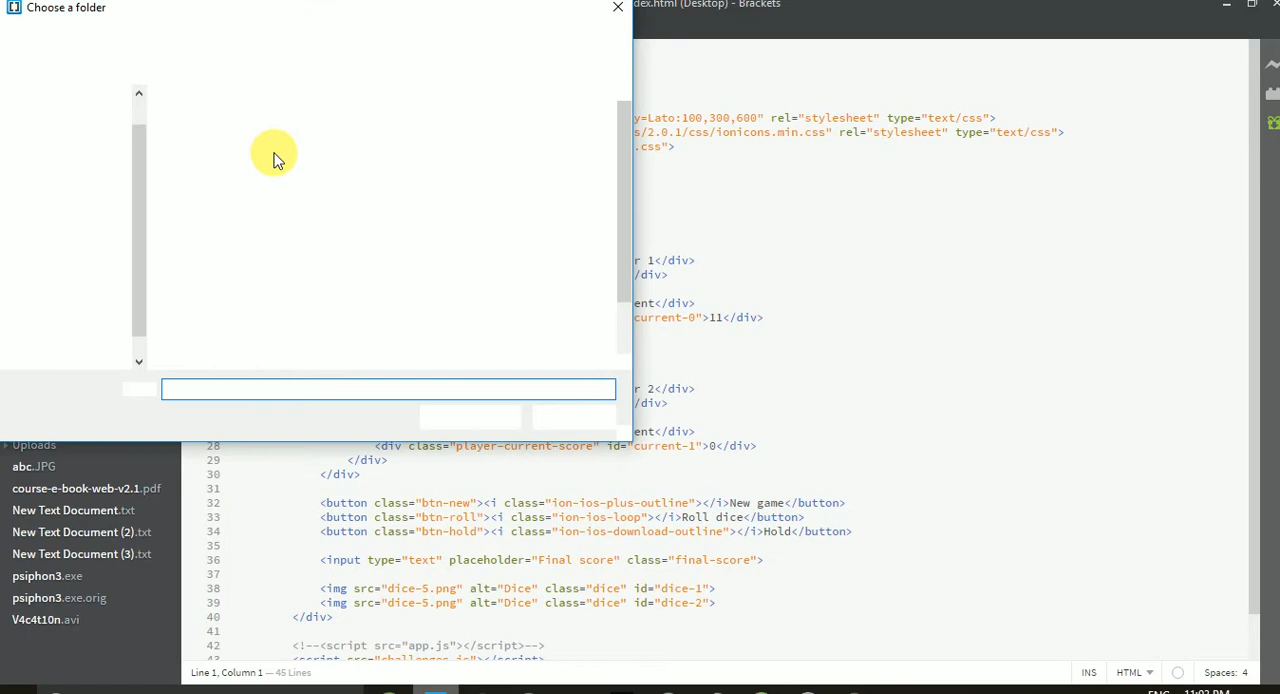 Choose a folder
dex.html (Desktop) - Brackets
y=Lato:100,300,600" rel="stylesheet" type="text/css">
s/2.0.1/css/ionicons.min.css" rel="stylesheet" type="text/css">
.css">
r 1</div>
/div>
ent</div>
current-0">11</div>
r 2</div>
/div>
ent</div>
28 <div class="player-current-score" id="current-1">0</div>
29 </div>
30 </div>
31
32 <button class="btn-new"><i class="ion-ios-plus-outline"></i>New game</button>
33 <button class="btn-roll"><i class="ion-ios-loop"></i>Roll dice</button>
34 <button class="btn-hold"><i class="ion-ios-download-outline"></i>Hold</button>
35
36 <input type="text" placeholder="Final score" class="final-score">
37
38 <img src="dice-5.png" alt="Dice" class="dice" id="dice-1">
39 <img src="dice-5.png" alt="Dice" class="dice" id="dice-2">
40 </div>
41
42 <!--<script src="app.js"></script>-->
43 <script src="challenges.js"></script>
Uploads
abc.JPG
course-e-book-web-v2.1.pdf
New Text Document.txt
New Text Document (2).txt
New Text Document (3).txt
psiphon3.exe
psiphon3.exe.orig
V4c4t10n.avi
Line 1, Column 1 — 45 Lines
INS
HTML
Spaces: 4
ENG 11:02 PM